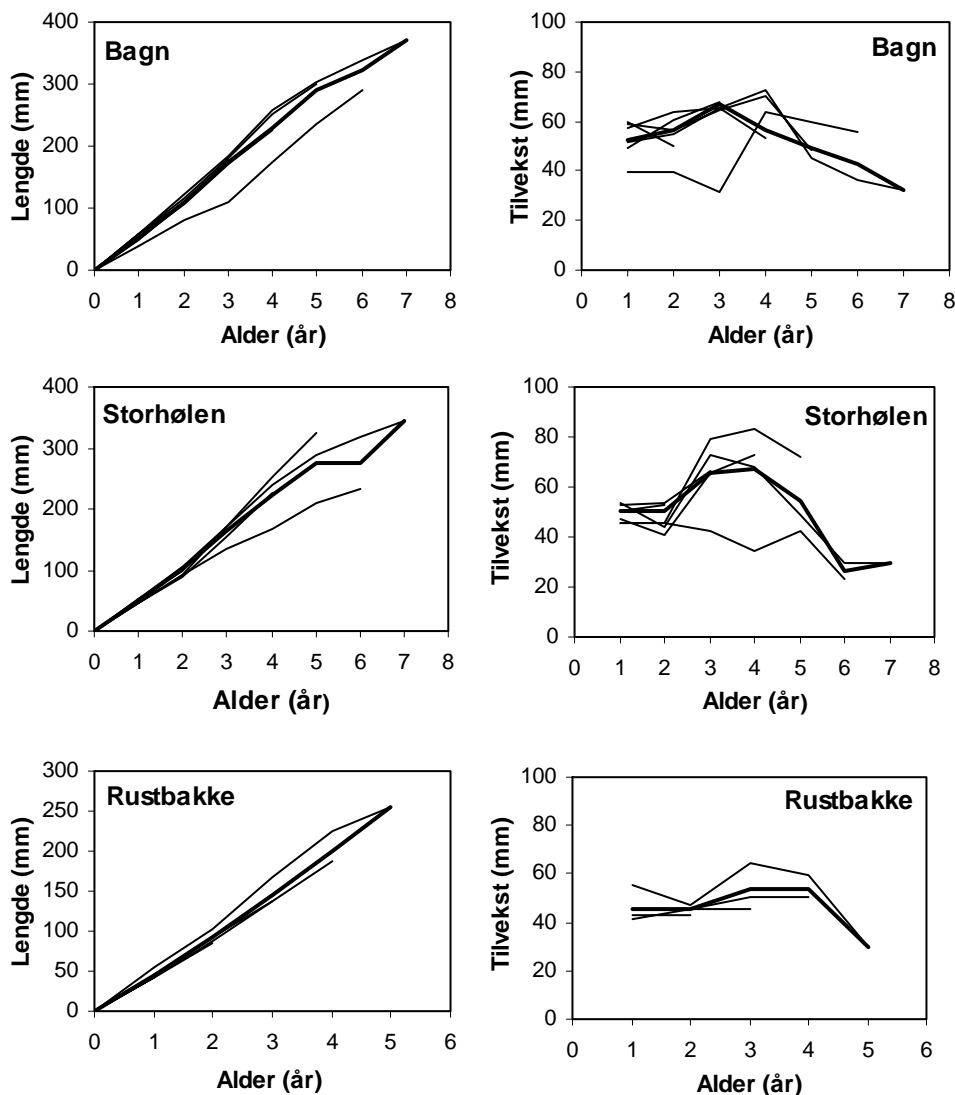 Bagn
Lengde (mm)
400
300
200
100
0
0 1 2 3 4 5 6 7 8
Alder (år)
Bagn
Tilvekst (mm)
100
80
60
40
20
0
0 1 2 3 4 5 6 7 8
Alder (år)
Storhølen
Lengde (mm)
400
300
200
100
0
0 1 2 3 4 5 6 7 8
Alder (år)
Storhølen
Tilvekst (mm)
100
80
60
40
20
0
0 1 2 3 4 5 6 7 8
Alder (år)
Rustbakke
Lengde (mm)
300
250
200
150
100
50
0
0 1 2 3 4 5 6
Alder (år)
Rustbakke
Tilvekst (mm)
100
80
60
40
20
0
0 1 2 3 4 5 6
Alder (år)